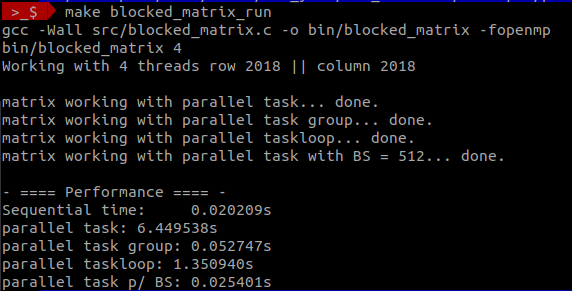 >_$ make blocked_matrix_run
gcc -Wall src/blocked_matrix.c -o bin/blocked_matrix -fopenmp
bin/blocked_matrix 4
Working with 4 threads row 2018 || column 2018
matrix working with parallel task... done.
matrix working with parallel task group... done.
matrix working with parallel taskloop... done.
matrix working with parallel task with BS = 512... done.
- ==== Performance ==== -
Sequential time:     0.020209s
parallel task: 6.449538s
parallel task group: 0.052747s
parallel taskloop: 1.350940s
parallel task p/ BS: 0.025401s